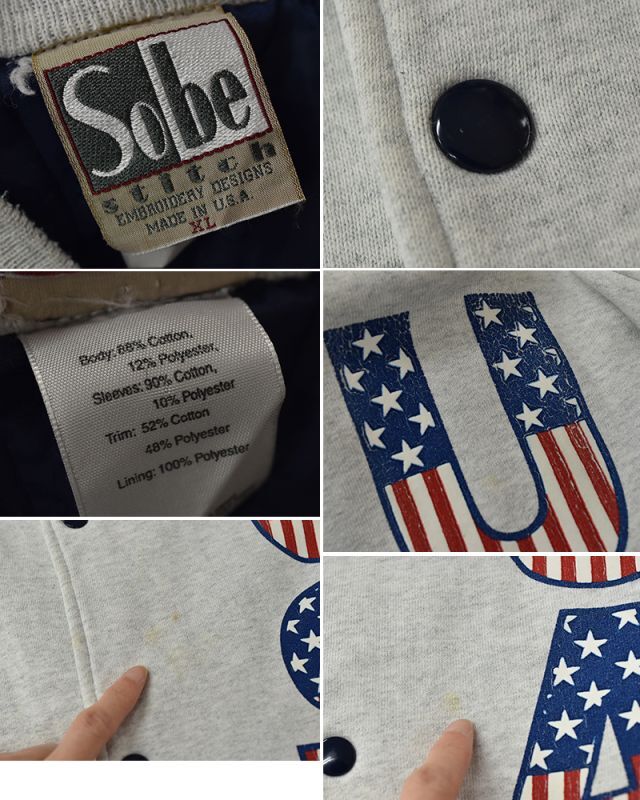 Sobe
stitch
EMBROIDERY DESIGNS
MADE IN U.S.A.
XL
Body: 88% Cotton,
12% Polyester,
Sleeves: 90% Cotton,
10% Polyester
Trim: 52% Cotton
48% Polyester
Lining: 100% Polyester
U
A